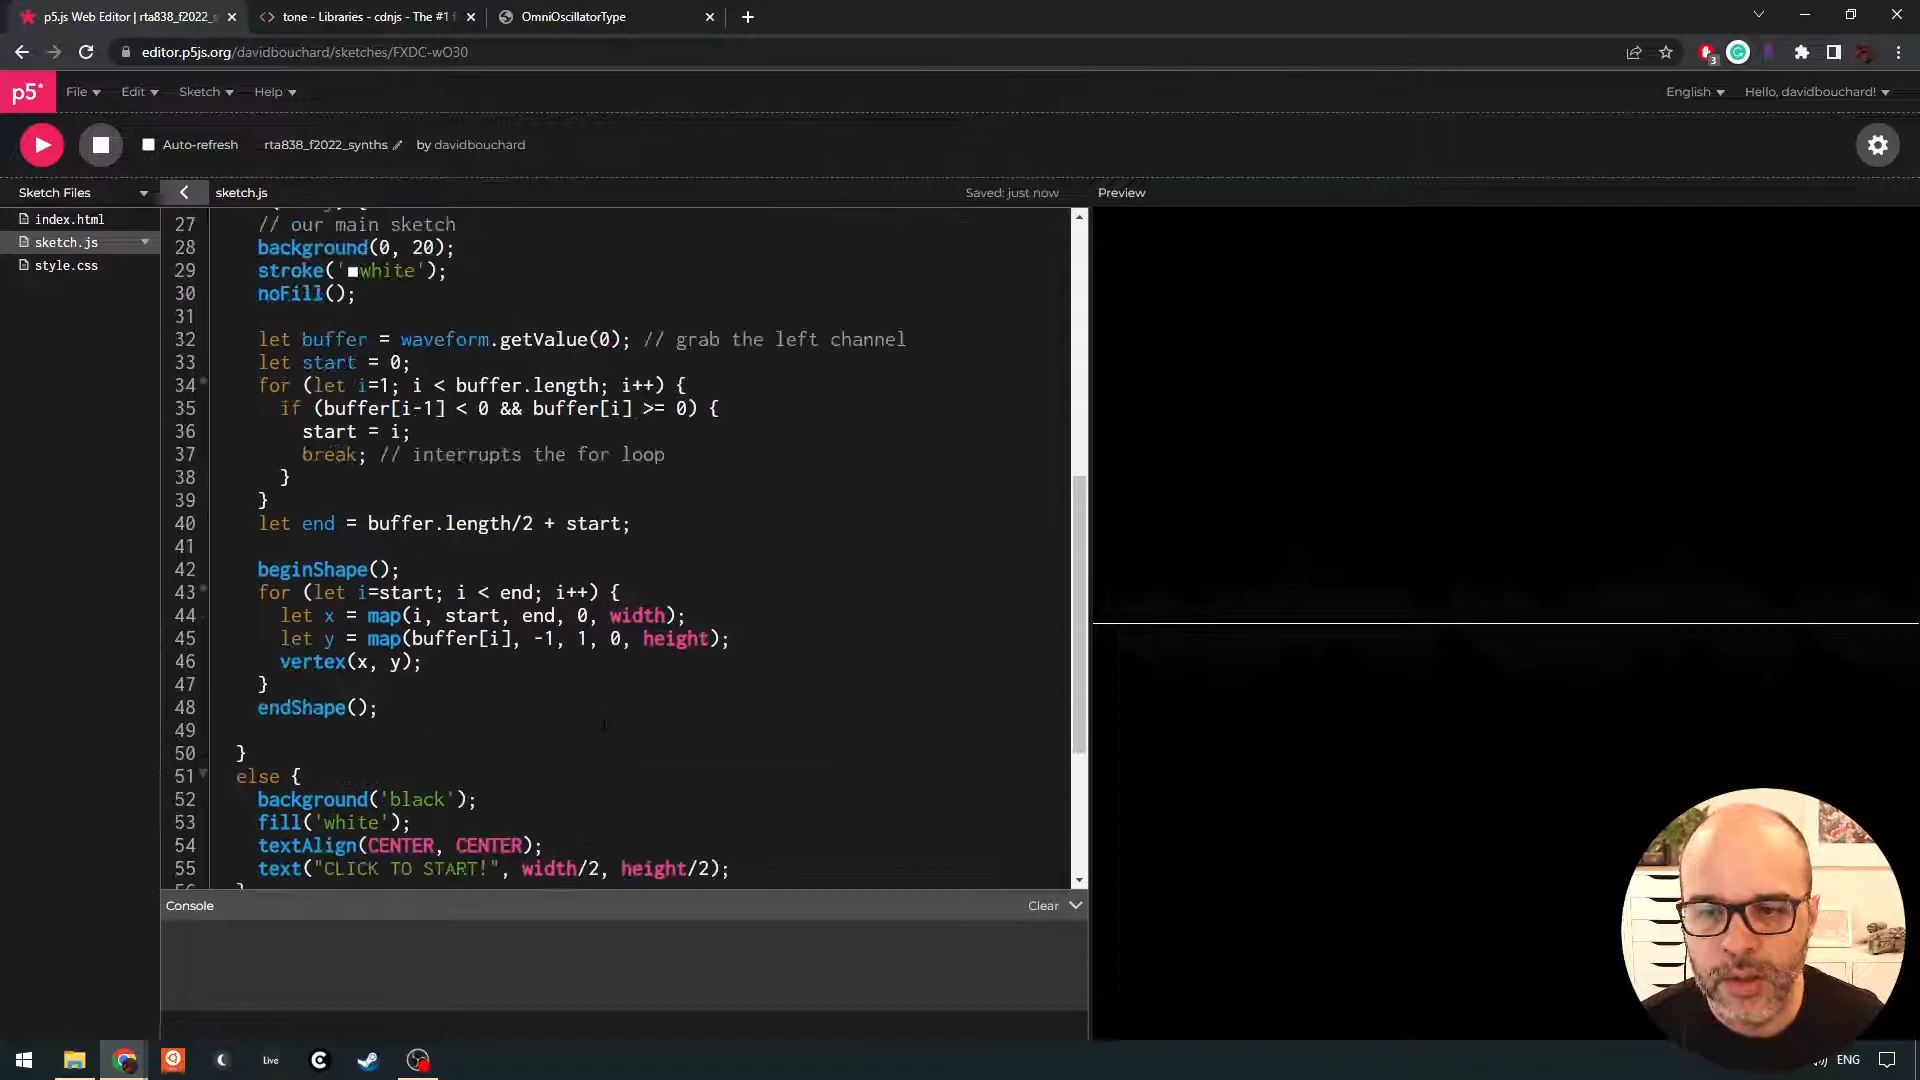 p5.js Web Editor | rta838_f2022_s
tone - Libraries - cdnjs - The #1 f
OmniOscillatorType
editor.p5js.org/davidbouchard/sketches/FXDC-wO30
3
p5*
File
Edit
Sketch
Help
English
Hello, davidbouchard!
Auto-refresh
rta838_f2022_synths
by davidbouchard
Sketch Files
sketch.js
Saved: just now
Preview
index.html
sketch.js
style.css
27 // our main sketch
28 background(0, 20);
29 stroke('white');
30 noFill();
31
32 let buffer = waveform.getValue(0); // grab the left channel
33 let start = 0;
34 for (let i=1; i < buffer.length; i++) {
35 if (buffer[i-1] < 0 && buffer[i] >= 0) {
36 start = i;
37 break; // interrupts the for loop
38 }
39 }
40 let end = buffer.length/2 + start;
41
42 beginShape();
43 for (let i=start; i < end; i++) {
44 let x = map(i, start, end, 0, width);
45 let y = map(buffer[i], -1, 1, 0, height);
46 vertex(x, y);
47 }
48 endShape();
49
50 }
51 else {
52 background('black');
53 fill('white');
54 textAlign(CENTER, CENTER);
55 text("CLICK TO START!", width/2, height/2);
Console
Clear
Live
ENG